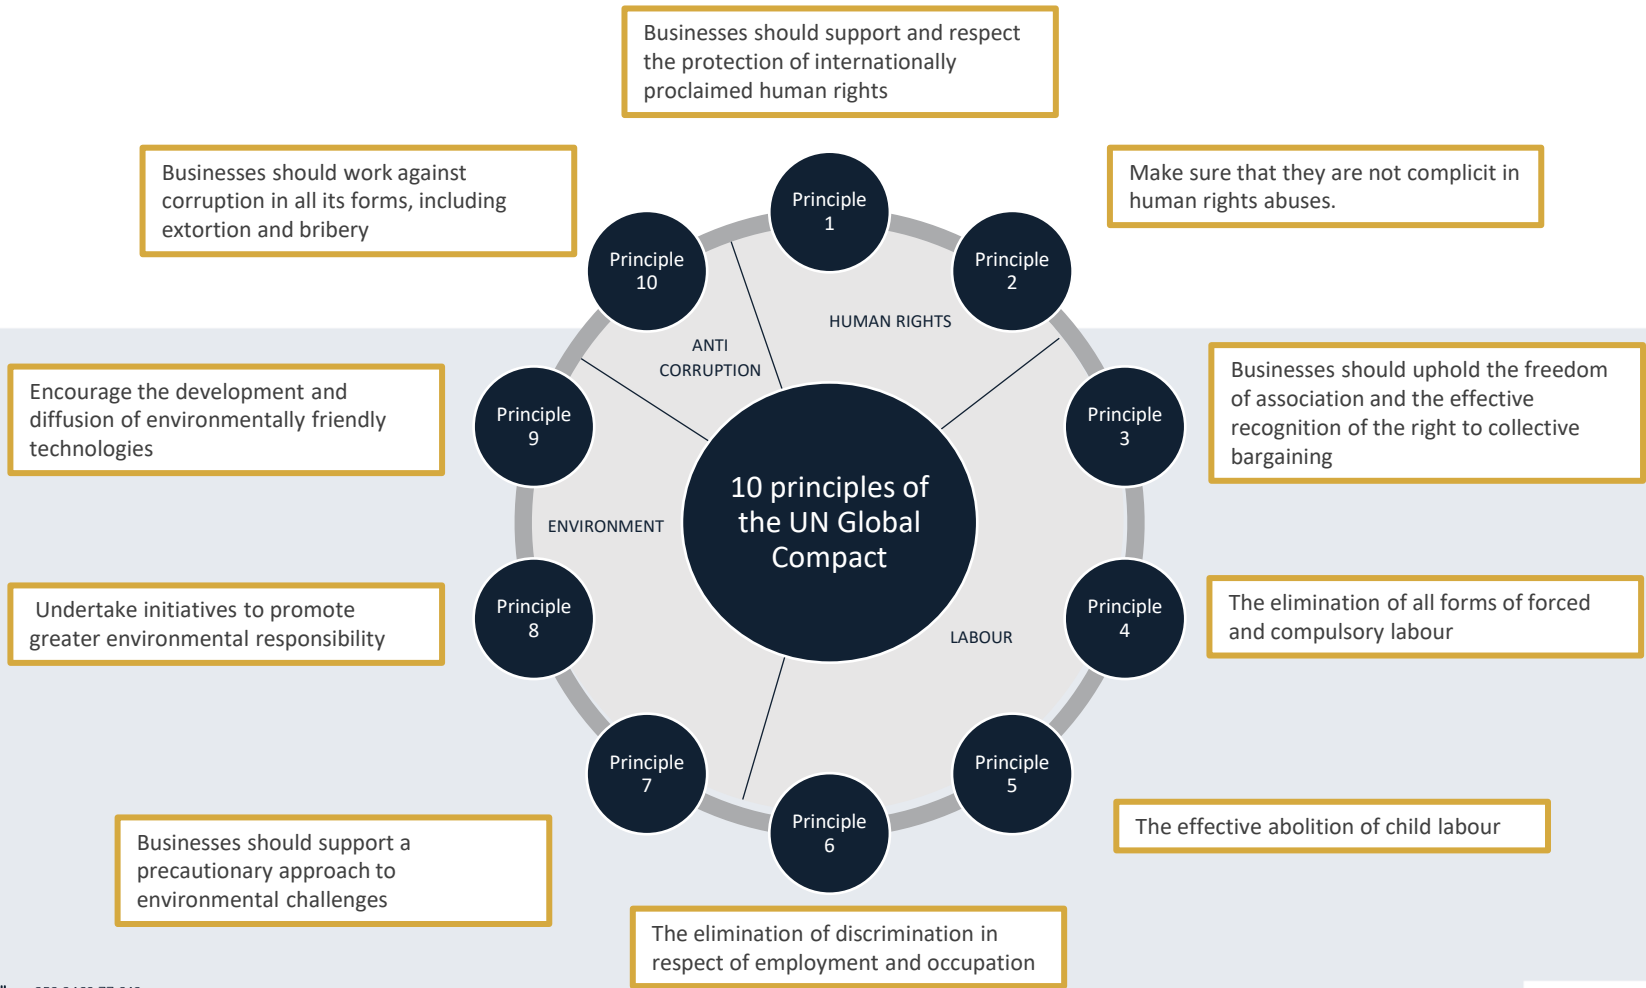 Businesses should support and respect
the protection of internationally
proclaimed human rights
Businesses should work against
corruption in all its forms, including
extortion and bribery
Make sure that they are not complicit in
human rights abuses.
Principle
1
Principle
2
Principle
10
HUMAN RIGHTS
ANTI
CORRUPTION
Encourage the development and
diffusion of environmentally friendly
technologies
Principle
9
Principle
3
Businesses should uphold the freedom
of association and the effective
recognition of the right to collective
bargaining
10 principles of
the UN Global
Compact
ENVIRONMENT
Undertake initiatives to promote
greater environmental responsibility
Principle
8
LABOUR
Principle
4
The elimination of all forms of forced
and compulsory labour
Principle
7
Principle
5
Principle
6
Businesses should support a
precautionary approach to
environmental challenges
The effective abolition of child labour
The elimination of discrimination in
respect of employment and occupation